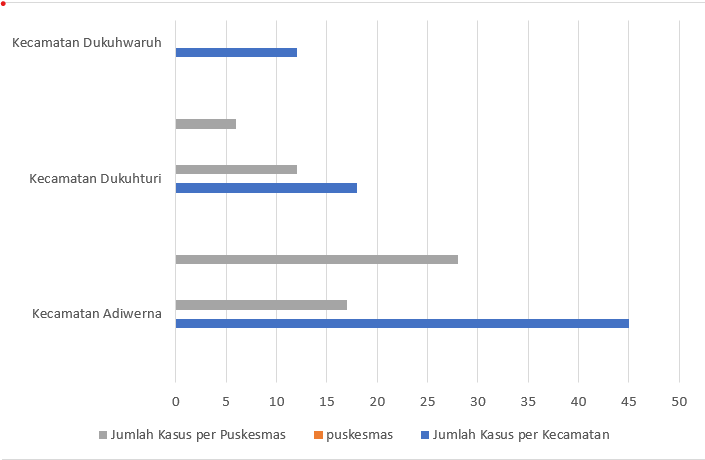 Kecamatan Dukuhwaruh
Kecamatan Dukuhturi
Kecamatan Adiwerna
0 5 10 15 20 25 30 35 40 45 50
Jumlah Kasus per Puskesmas puskesmas Jumlah Kasus per Kecamatan